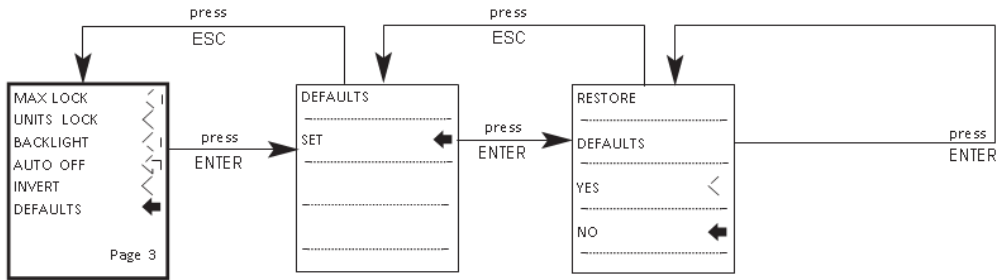 press
ESC
press
ESC
MAX LOCK
UNITS LOCK
BACKLIGHT
AUTO OFF
INVERT
DEFAULTS
Page 3
press
ENTER
DEFAULTS
SET
press
ENTER
RESTORE
DEFAULTS
YES
NO
press
ENTER